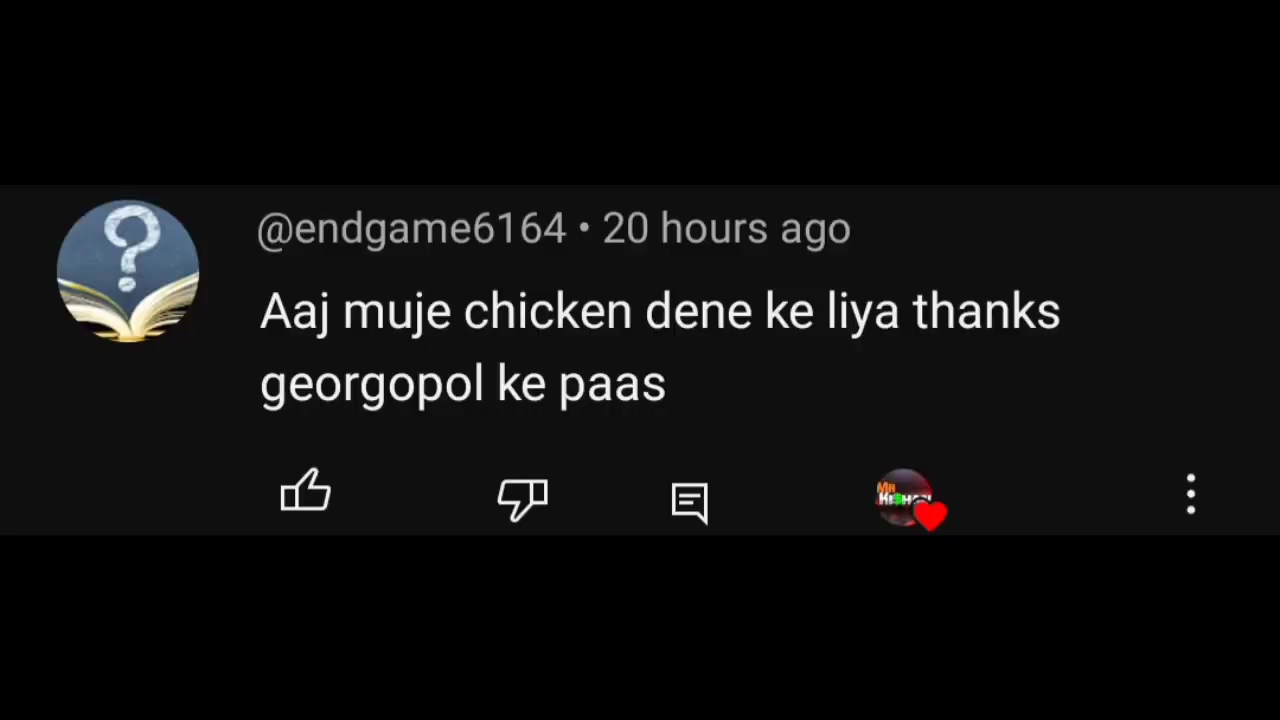 @endgame6164 • 20 hours ago
Aaj muje chicken dene ke liya thanks
georgopol ke paas